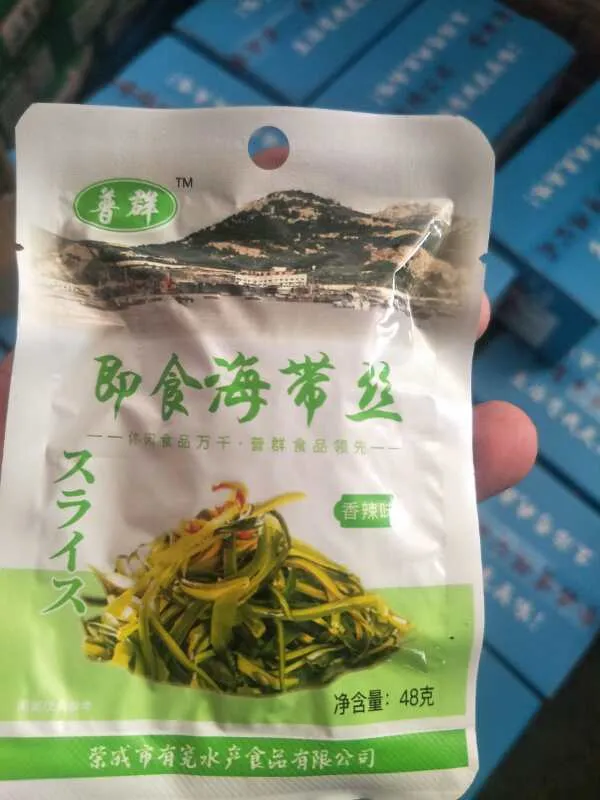 普群
TM
即食海带丝
——休闲食品万千·普群食品领先——
スライス
香辣味
净含量：48克
荣成市有宽水产食品有限公司